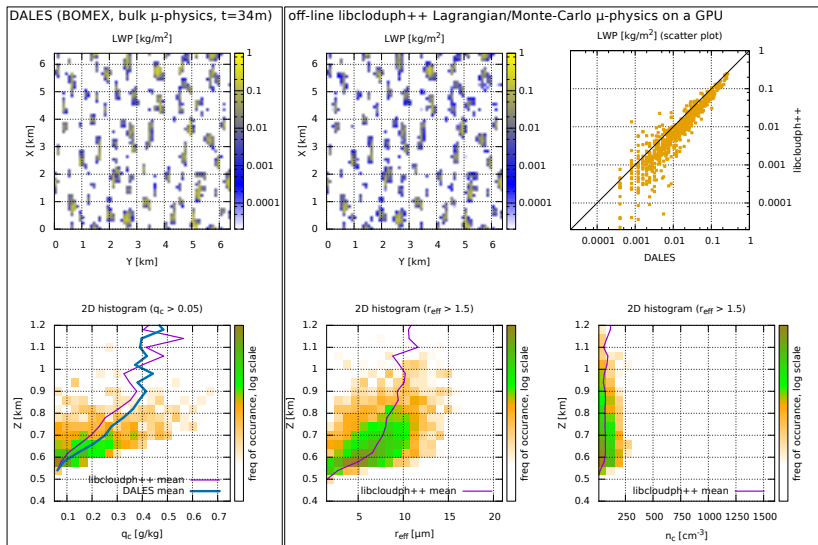 DALES (BOMEX, bulk μ-physics, t=34m)
off-line libcloduph++ Lagrangian/Monte-Carlo μ-physics on a GPU
LWP [kg/m²]
6
5
4
3
2
1
0
X [km]
0 1 2 3 4 5 6
Y [km]
1
0.1
0.01
0.001
0.0001
LWP [kg/m²]
6
5
4
3
2
1
0
X [km]
0 1 2 3 4 5 6
Y [km]
1
0.1
0.01
0.001
0.0001
LWP [kg/m²] (scatter plot)
1
0.1
0.01
0.001
0.0001
libcloudph++
0.0001 0.001 0.01 0.1 1
DALES
2D histogram (q_c > 0.05)
1.2
1.1
1
0.9
0.8
0.7
0.6
0.5
0.4
Z [km]
libcloudph++ mean
DALES mean
0.1 0.2 0.3 0.4 0.5 0.6 0.7
q_c [g/kg]
freq of occurance, log sclale
2D histogram (r_eff > 1.5)
1.2
1.1
1
0.9
0.8
0.7
0.6
0.5
0.4
Z [km]
libcloudph++ mean
5 10 15 20
r_eff [μm]
freq of occurance, log sclale
2D histogram (r_eff > 1.5)
1.2
1.1
1
0.9
0.8
0.7
0.6
0.5
0.4
Z [km]
libcloudph++ mean
250 500 750 1000 1250 1500
n_c [cm⁻³]
freq of occurance, log sclale